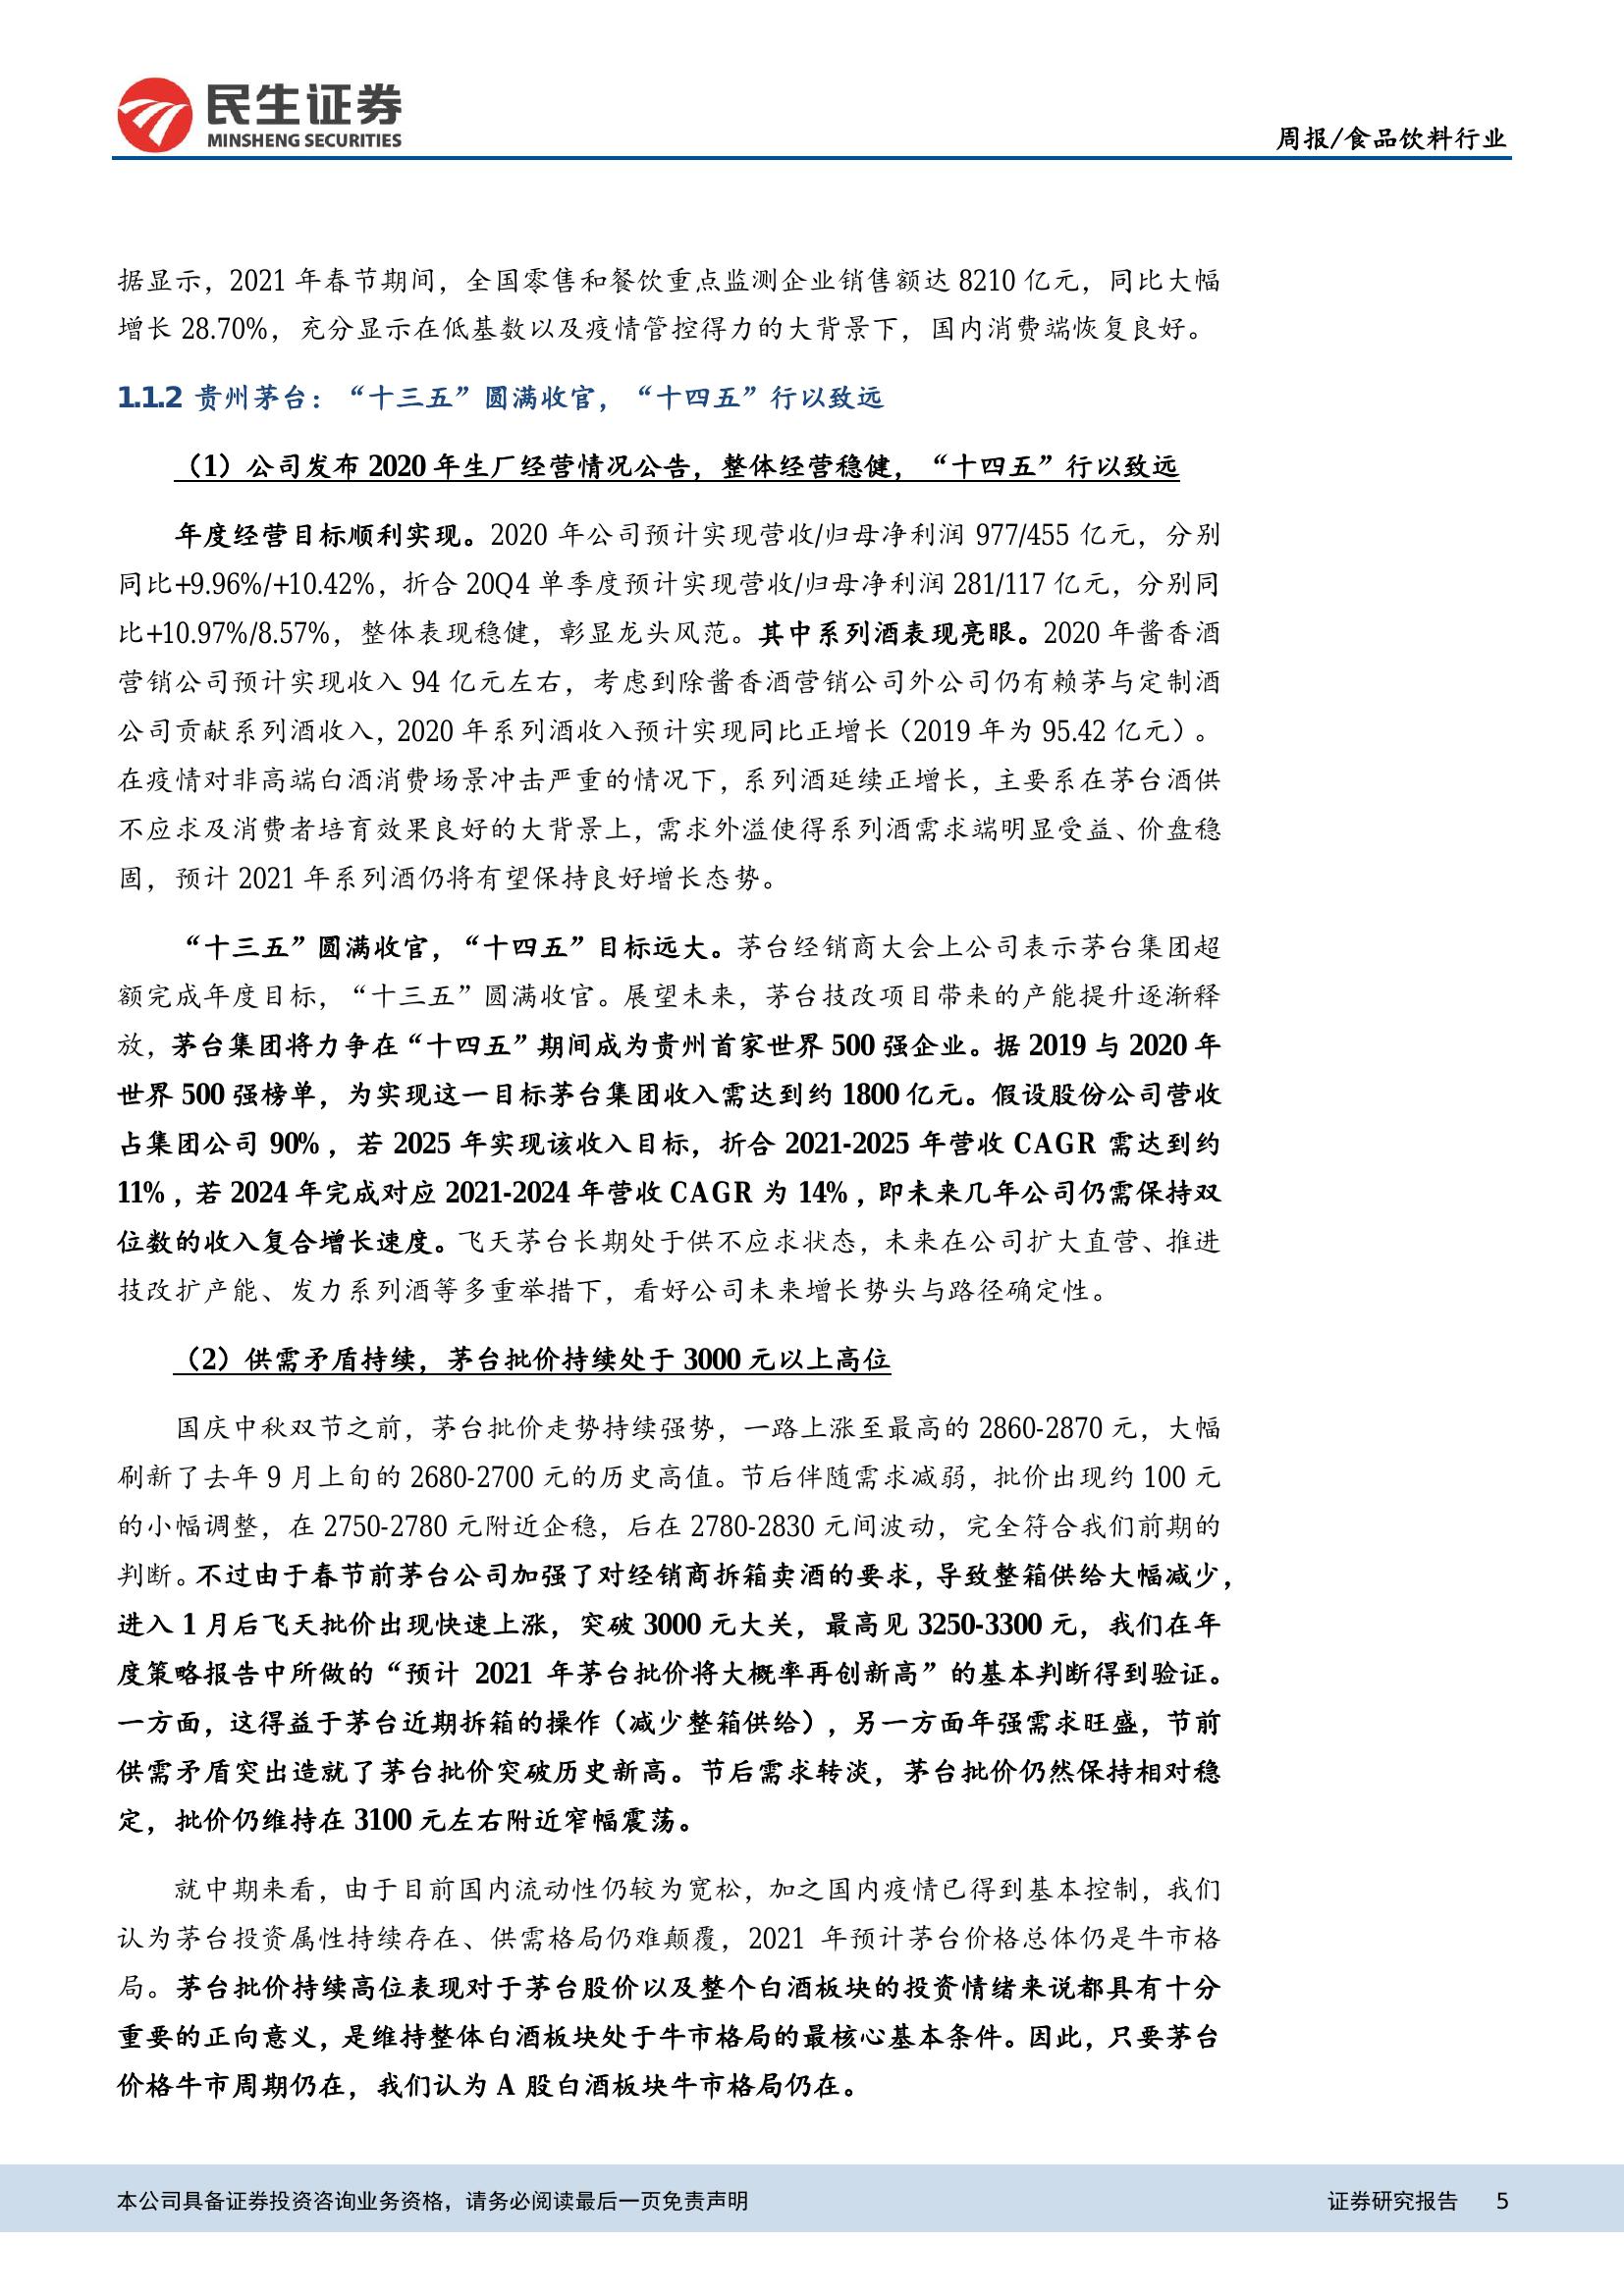 民生证券
MINSHENG SECURITIES
周报/食品饮料行业
据显示，2021 年春节期间，全国零售和餐饮重点监测企业销售额达 8210 亿元，同比大幅
增长 28.70%，充分显示在低基数以及疫情管控得力的大背景下，国内消费端恢复良好。
1.1.2 贵州茅台：“十三五”圆满收官，“十四五”行以致远
（1）公司发布 2020 年生厂经营情况公告，整体经营稳健，“十四五”行以致远
年度经营目标顺利实现。2020 年公司预计实现营收/归母净利润 977/455 亿元，分别
同比+9.96%/+10.42%，折合 20Q4 单季度预计实现营收/归母净利润 281/117 亿元，分别同
比+10.97%/8.57%，整体表现稳健，彰显龙头风范。其中系列酒表现亮眼。2020 年酱香酒
营销公司预计实现收入 94 亿元左右，考虑到除酱香酒营销公司外公司仍有赖茅与定制酒
公司贡献系列酒收入，2020 年系列酒收入预计实现同比正增长（2019 年为 95.42 亿元）。
在疫情对非高端白酒消费场景冲击严重的情况下，系列酒延续正增长，主要系在茅台酒供
不应求及消费者培育效果良好的大背景上，需求外溢使得系列酒需求端明显受益、价盘稳
固，预计 2021 年系列酒仍将有望保持良好增长态势。
“十三五”圆满收官，“十四五”目标远大。茅台经销商大会上公司表示茅台集团超
额完成年度目标，“十三五”圆满收官。展望未来，茅台技改项目带来的产能提升逐渐释
放，茅台集团将力争在“十四五”期间成为贵州首家世界 500 强企业。据 2019 与 2020 年
世界 500 强榜单，为实现这一目标茅台集团收入需达到约 1800 亿元。假设股份公司营收
占集团公司 90%，若 2025 年实现该收入目标，折合 2021-2025 年营收 CAGR 需达到约
11%，若 2024 年完成对应 2021-2024 年营收 CAGR 为 14%，即未来几年公司仍需保持双
位数的收入复合增长速度。飞天茅台长期处于供不应求状态，未来在公司扩大直营、推进
技改扩产能、发力系列酒等多重举措下，看好公司未来增长势头与路径确定性。
（2）供需矛盾持续，茅台批价持续处于 3000 元以上高位
国庆中秋双节之前，茅台批价走势持续强势，一路上涨至最高的 2860-2870 元，大幅
刷新了去年 9 月上旬的 2680-2700 元的历史高值。节后伴随需求减弱，批价出现约 100 元
的小幅调整，在 2750-2780 元附近企稳，后在 2780-2830 元间波动，完全符合我们前期的
判断。不过由于春节前茅台公司加强了对经销商拆箱卖酒的要求，导致整箱供给大幅减少，
进入 1 月后飞天批价出现快速上涨，突破 3000 元大关，最高见 3250-3300 元，我们在年
度策略报告中所做的“预计 2021 年茅台批价将大概率再创新高”的基本判断得到验证。
一方面，这得益于茅台近期拆箱的操作（减少整箱供给），另一方面年强需求旺盛，节前
供需矛盾突出造就了茅台批价突破历史新高。节后需求转淡，茅台批价仍然保持相对稳
定，批价仍维持在 3100 元左右附近窄幅震荡。
就中期来看，由于目前国内流动性仍较为宽松，加之国内疫情已得到基本控制，我们
认为茅台投资属性持续存在、供需格局仍难颠覆，2021 年预计茅台价格总体仍是牛市格
局。茅台批价持续高位表现对于茅台股价以及整个白酒板块的投资情绪来说都具有十分
重要的正向意义，是维持整体白酒板块处于牛市格局的最核心基本条件。因此，只要茅台
价格牛市周期仍在，我们认为 A 股白酒板块牛市格局仍在。
本公司具备证券投资咨询业务资格，请务必阅读最后一页免责声明
证券研究报告 5